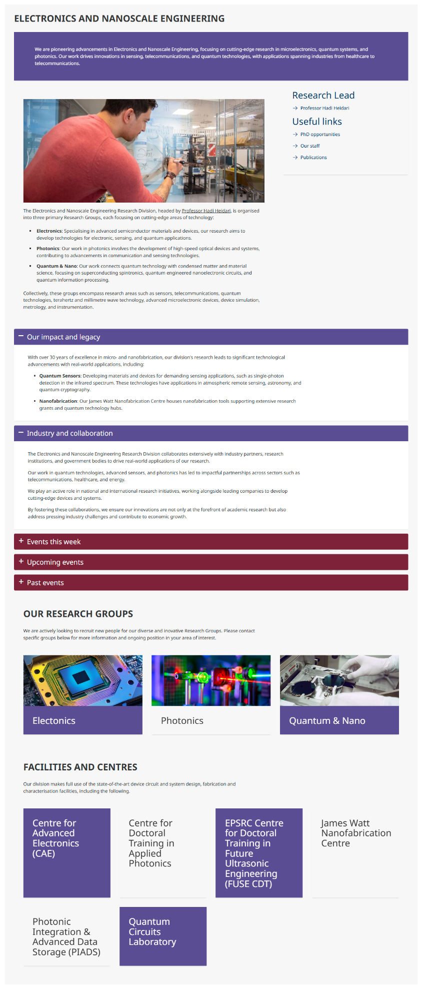 ELECTRONICS AND NANOSCALE ENGINEERING
We are pioneering advancements in Electronics and Nanoscale Engineering, focusing on cutting-edge research in microelectronics, quantum systems, and
photonics. Our work drives innovations in sensing, telecommunications, and quantum technologies, with applications spanning industries from healthcare to
telecommunications.
Research Lead
Professor Hadi Heidari
Useful links
PhD opportunities
Our staff
Publications
The Electronics and Nanoscale Engineering Research Division, headed by Professor Hadi Heidari, is organised
into three primary Research Groups, each focusing on cutting-edge areas of technology:
Electronics: Specialising in advanced semiconductor materials and devices, our research aims to
develop technologies for electronic, sensing, and quantum applications.
Photonics: Our work in photonics involves the development of high-speed optical devices and systems,
contributing to advancements in communication and sensing technologies.
Quantum & Nano: Our work connects quantum technology with condensed matter and material
science, focusing on superconducting spintronics, quantum engineered nanoelectronic circuits, and
quantum information processing.
Collectively, these groups encompass research areas such as sensors, telecommunications, quantum
technologies, terahertz and millimetre wave technology, advanced microelectronic devices, device simulation,
metrology, and instrumentation.
Our impact and legacy
With over 30 years of excellence in micro- and nanofabrication, our division's research leads to significant technological
advancements with real-world applications, including:
Quantum Sensors: Developing materials and devices for demanding sensing applications, such as single-photon
detection in the infrared spectrum. These technologies have applications in atmospheric remote sensing, astronomy, and
quantum cryptography.
Nanofabrication: Our James Watt Nanofabrication Centre houses nanofabrication tools supporting extensive research
grants and quantum technology hubs.
Industry and collaboration
The Electronics and Nanoscale Engineering Research Division collaborates extensively with industry partners, research
institutions, and government bodies to drive real-world applications of our research.
Our work in quantum technologies, advanced sensors, and photonics has led to impactful partnerships across sectors such as
telecommunications, healthcare, and energy.
We play an active role in national and international research initiatives, working alongside leading companies to develop
cutting-edge devices and systems.
By fostering these collaborations, we ensure our innovations are not only at the forefront of academic research but also
address pressing industry challenges and contribute to economic growth.
Events this week
Upcoming events
Past events
OUR RESEARCH GROUPS
We are actively looking to recruit new people for our diverse and inovative Research Groups. Please contact
specific groups below for more information and ongoing position in your area of interest.
Electonics
Photonics
Quantum & Nano
FACILITIES AND CENTRES
Our division makes full use of the state-of-the-art device circuit and system design, fabrication and
characterisation facilities, including the following.
Centre for
Advanced
Electronics
(CAE)
Centre for
Doctoral
Training in
Applied
Photonics
EPSRC Centre
for Doctoral
Training in
Future
Ultrasonic
Engineering
(FUSE CDT)
James Watt
Nanofabrication
Centre
Photonic
Integration &
Advanced Data
Storage (PIADS)
Quantum
Circuits
Laboratory